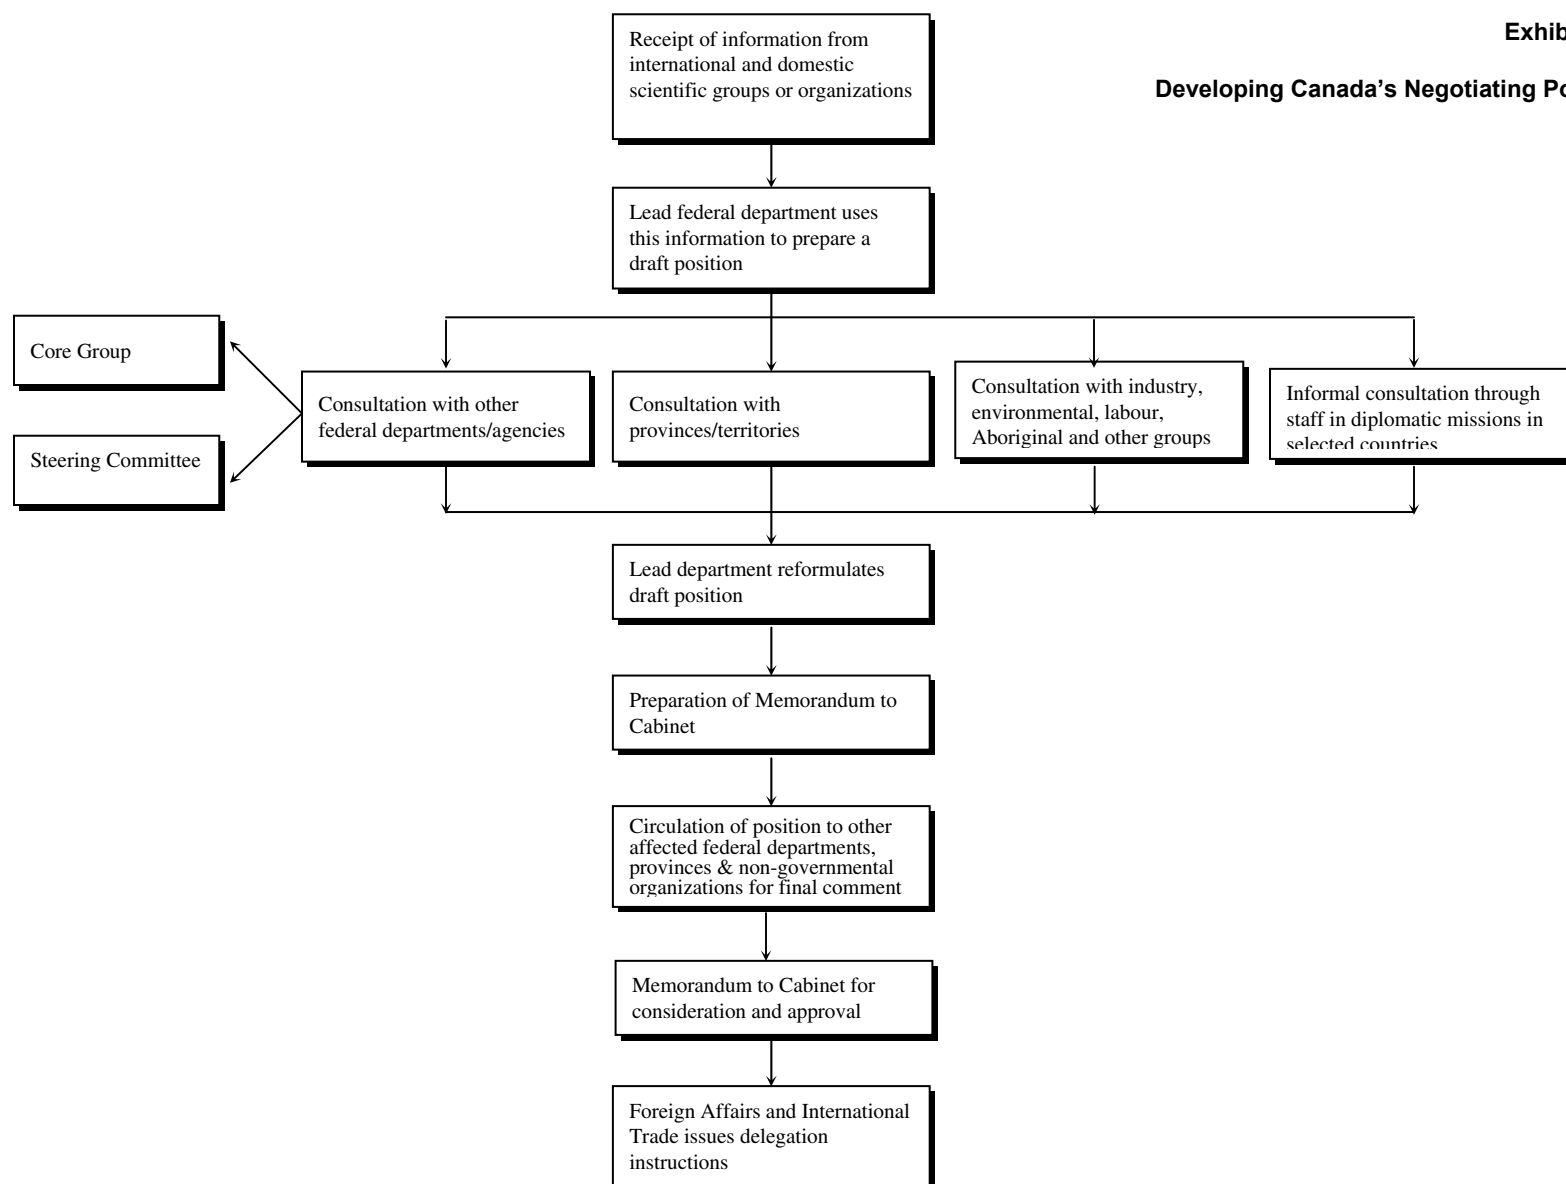 Exhib
Developing Canada's Negotiating Po
Receipt of information from
international and domestic
scientific groups or organizations
Lead federal department uses
this information to prepare a
draft position
Core Group
Steering Committee
Consultation with other
federal departments/agencies
Consultation with
provinces/territories
Consultation with industry,
environmental, labour,
Aboriginal and other groups
Informal consultation through
staff in diplomatic missions in
selected countries
Lead department reformulates
draft position
Preparation of Memorandum to
Cabinet
Circulation of position to other
affected federal departments,
provinces & non-governmental
organizations for final comment
Memorandum to Cabinet for
consideration and approval
Foreign Affairs and International
Trade issues delegation
instructions